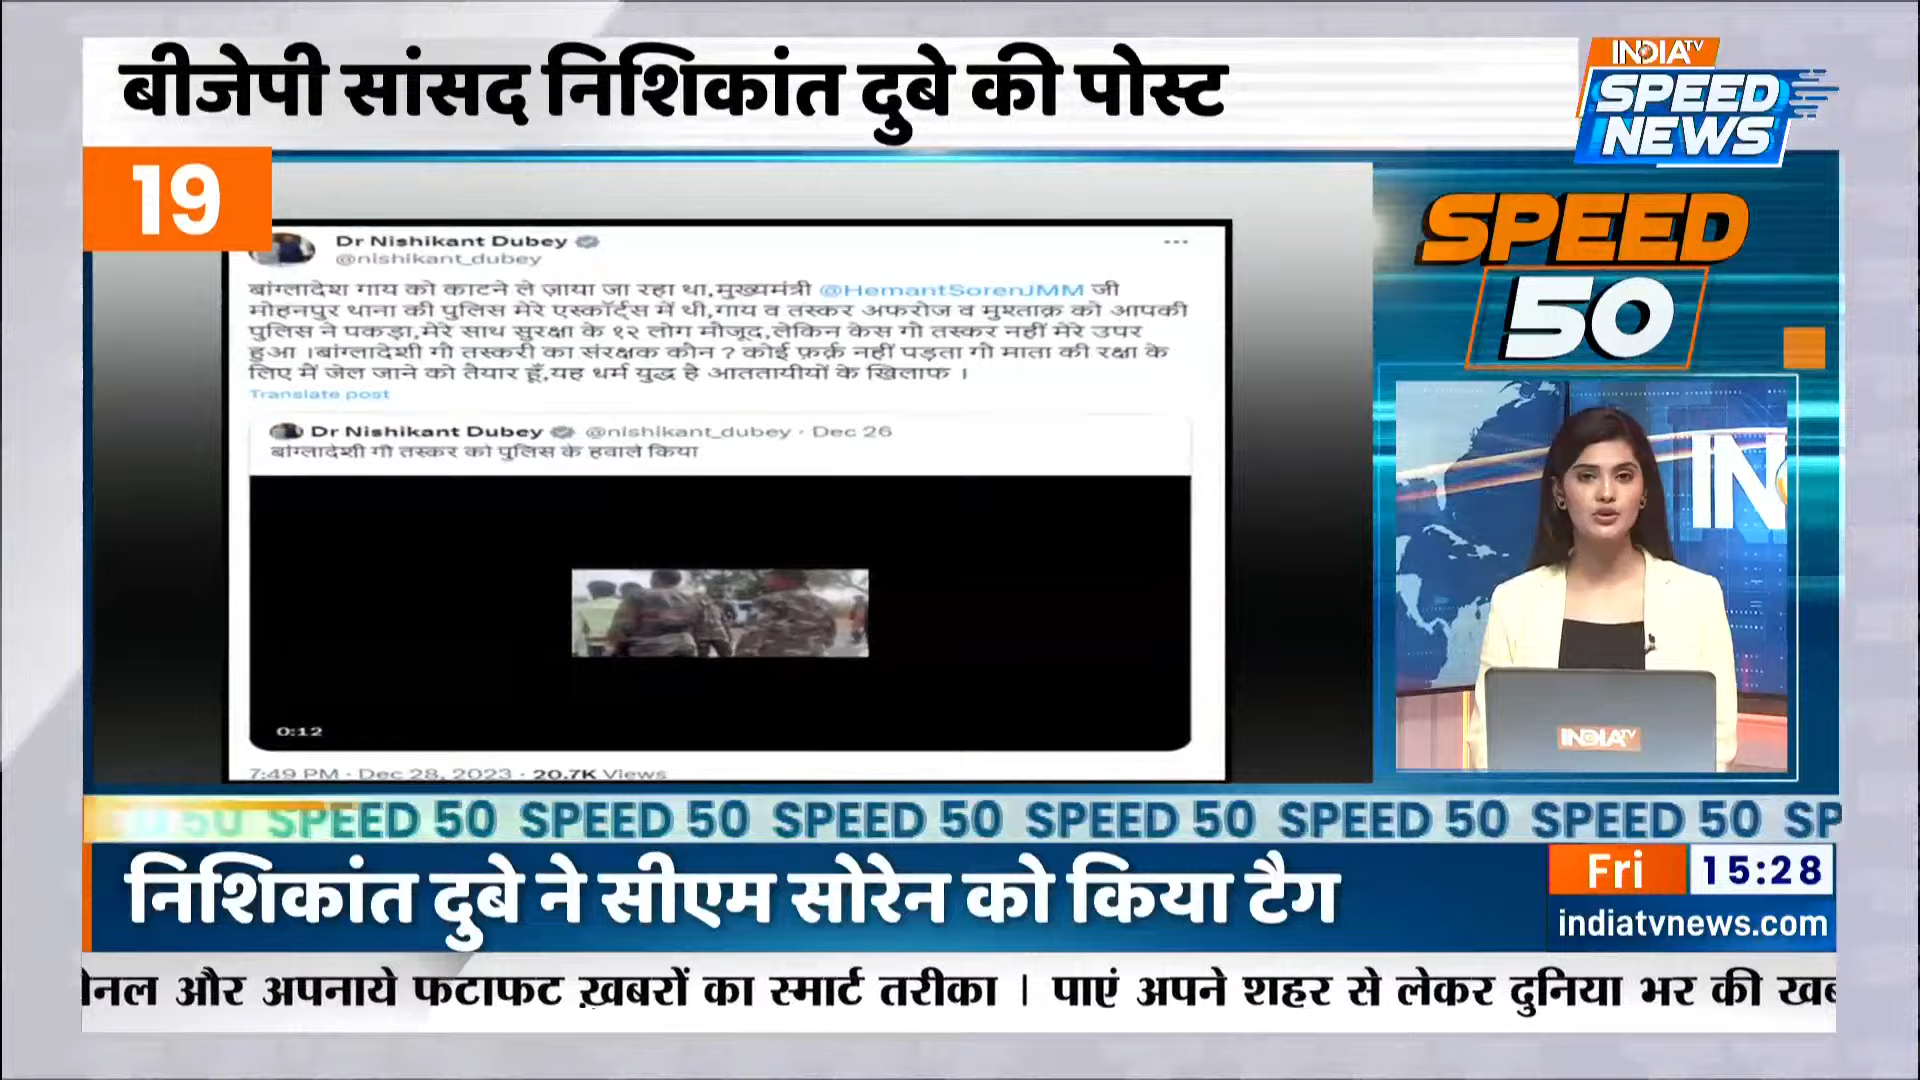 बीजेपी सांसद निशिकांत दुबे की पोस्ट
INDIA TV
SPEED
NEWS
19
SPEED
50
Dr Nishikant Dubey
@nishikant_dubey
बांग्लादेश गाय को काटने ले ज़ाया जा रहा था,मुख्यमंत्री @HemantSorenJMM जी
मोहनपुर थाना की पुलिस मेरे एस्कॉर्ट्स में थी,गाय व तस्कर अफरोज व मुश्ताक़ को आपकी
पुलिस ने पकड़ा,मेरे साथ सुरक्षा के १२ लोग मौजूद,लेकिन केस गौ तस्कर नहीं मेरे उपर
हुआ ।बांग्लादेशी गौ तस्करी का संरक्षक कौन ? कोई फ़र्क़ नहीं पड़ता गौ माता की रक्षा के
लिए मैं जेल जाने को तैयार हूँ,यह धर्म युद्ध है आततायीयों के खिलाफ ।
Translate post
Dr Nishikant Dubey @nishikant_dubey · Dec 26
बांग्लादेशी गौ तस्कर को पुलिस के हवाले किया
0:12
7:49 PM · Dec 28, 2023 · 20.7K Views
IN
INDIA TV
50 SPEED 50 SPEED 50 SPEED 50 SPEED 50 SPEED 50 SPEED 50 SP
निशिकांत दुबे ने सीएम सोरेन को किया टैग
Fri 15:28
indiatvnews.com
नल और अपनाये फटाफट ख़बरों का स्मार्ट तरीका । पाएं अपने शहर से लेकर दुनिया भर की खब